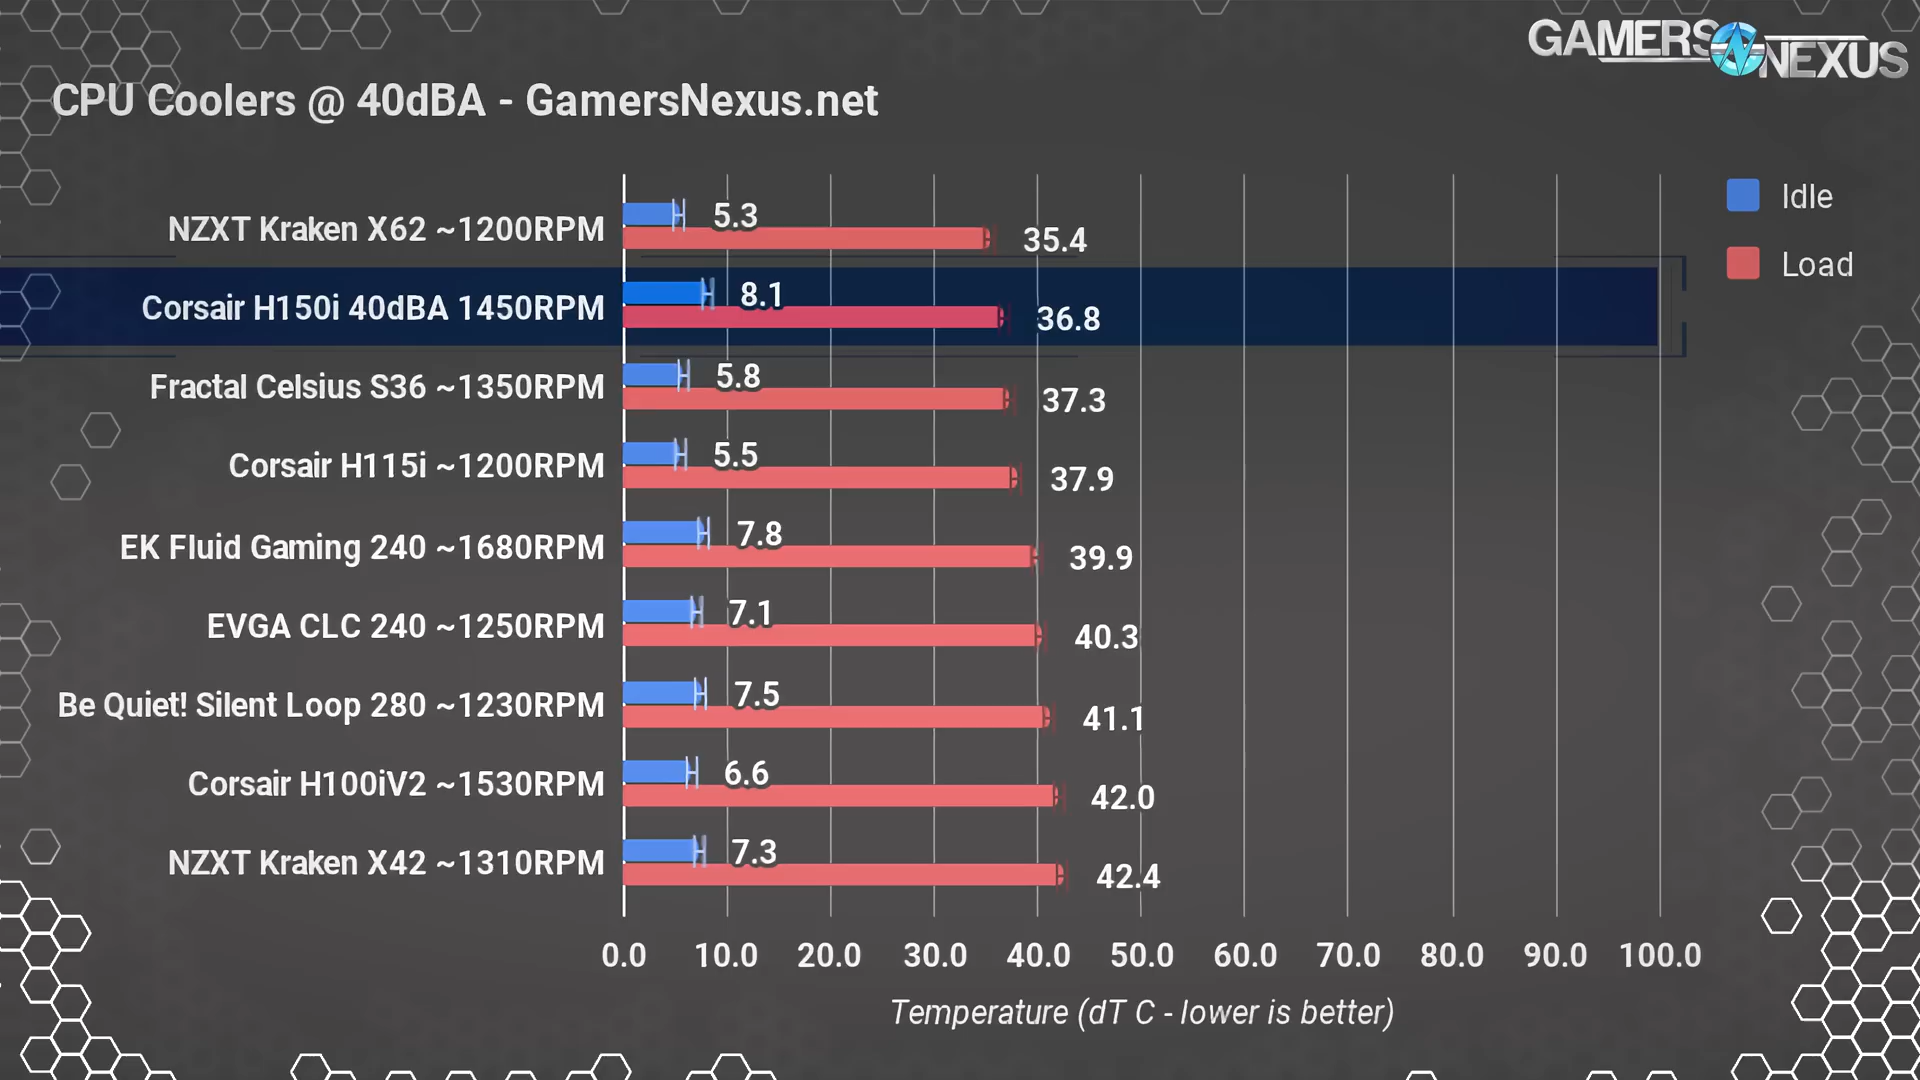 GAMERS NEXUS
CPU Coolers @ 40dBA - GamersNexus.net
Idle
Load
NZXT Kraken X62 ~1200RPM 5.3 35.4
Corsair H150i 40dBA 1450RPM 8.1 36.8
Fractal Celsius S36 ~1350RPM 5.8 37.3
Corsair H115i ~1200RPM 5.5 37.9
EK Fluid Gaming 240 ~1680RPM 7.8 39.9
EVGA CLC 240 ~1250RPM 7.1 40.3
Be Quiet! Silent Loop 280 ~1230RPM 7.5 41.1
Corsair H100iV2 ~1530RPM 6.6 42.0
NZXT Kraken X42 ~1310RPM 7.3 42.4
0.0 10.0 20.0 30.0 40.0 50.0 60.0 70.0 80.0 90.0 100.0
Temperature (dT C - lower is better)